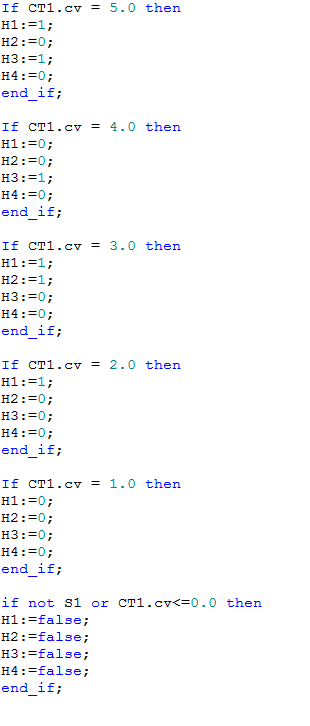 If CT1.cv = 5.0 then
H1:=1;
H2:=0;
H3:=1;
H4:=0;
end_if;
If CT1.cv = 4.0 then
H1:=0;
H2:=0;
H3:=1;
H4:=0;
end_if;
If CT1.cv = 3.0 then
H1:=1;
H2:=1;
H3:=0;
H4:=0;
end_if;
If CT1.cv = 2.0 then
H1:=1;
H2:=0;
H3:=0;
H4:=0;
end_if;
If CT1.cv = 1.0 then
H1:=0;
H2:=0;
H3:=0;
H4:=0;
end_if;
if not S1 or CT1.cv<=0.0 then
H1:=false;
H2:=false;
H3:=false;
H4:=false;
end_if;